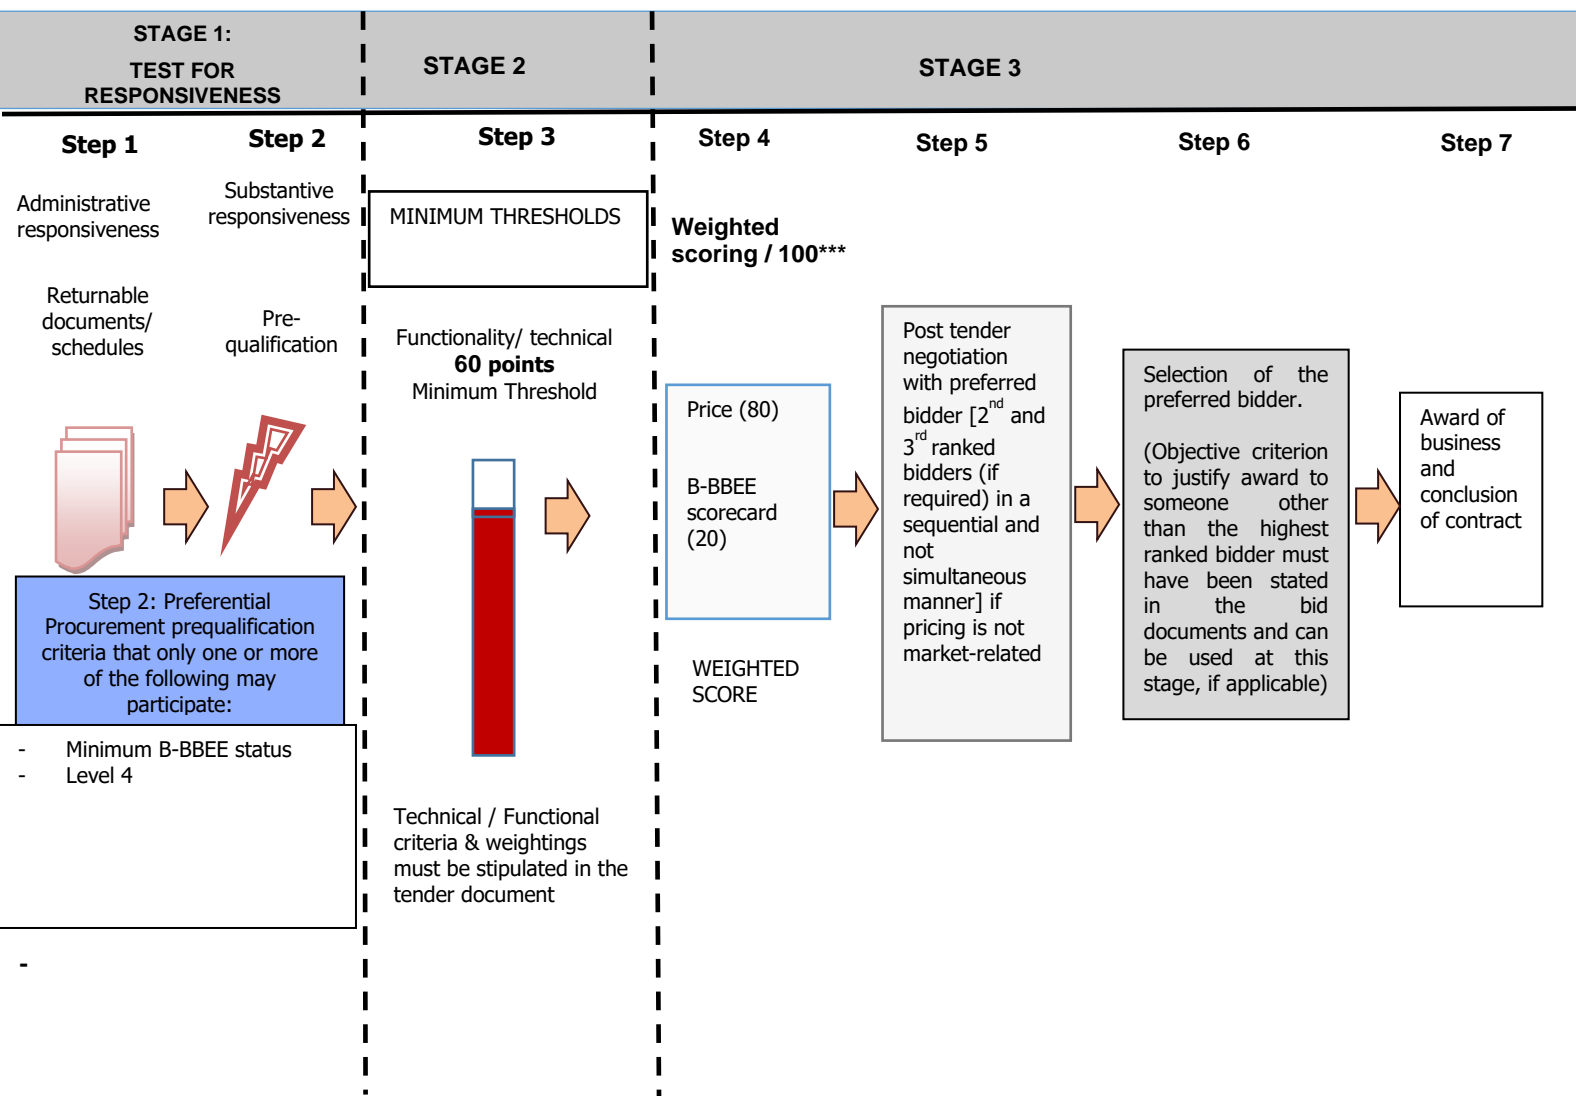 STAGE 1:
TEST FOR
RESPONSIVENESS
STAGE 2
STAGE 3
Step 1
Step 2
Step 3
Step 4
Step 5
Step 6
Step 7
Administrative
responsiveness
Returnable
documents/
schedules
Substantive
responsiveness
Pre-
qualification
Step 2: Preferential
Procurement prequalification
criteria that only one or more
of the following may
participate:
- Minimum B-BBEE status
- Level 4
-
MINIMUM THRESHOLDS
Functionality/ technical
60 points
Minimum Threshold
Technical / Functional
criteria & weightings
must be stipulated in the
tender document
Weighted
scoring / 100***
Price (80)
B-BBEE
scorecard
(20)
WEIGHTED
SCORE
Post tender
negotiation
with preferred
bidder [2nd and
3rd ranked
bidders (if
required) in a
sequential and
not
simultaneous
manner] if
pricing is not
market-related
Selection of the
preferred bidder.
(Objective criterion
to justify award to
someone other
than the highest
ranked bidder must
have been stated
in the bid
documents and can
be used at this
stage, if applicable)
Award of
business
and
conclusion
of contract